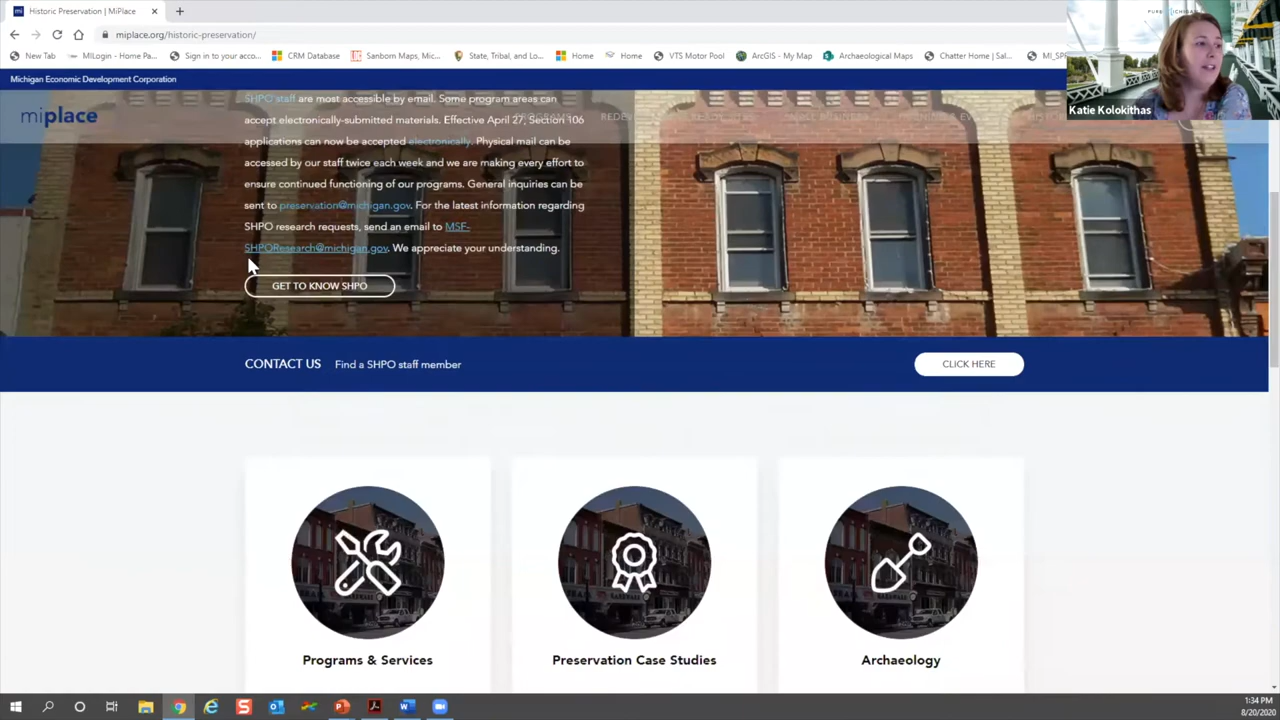 Historic Preservation | MiPlace
miplace.org/historic-preservation/
New Tab
MILogin - Home Pa...
Sign in to your acco...
CRM Database
Sanborn Maps, Mic...
State, Tribal, and Lo...
Home
Home
VTS Motor Pool
ArcGIS - My Map
Archaeological Maps
Chatter Home | Sal...
PURE MICHIGAN
Katie Kolokithas
Michigan Economic Development Corporation
miplace
SHPO staff are most accessible by email. Some program areas can
accept electronically-submitted materials. Effective April 27, Section 106
applications can now be accepted electronically. Physical mail can be
accessed by our staff twice each week and we are making every effort to
ensure continued functioning of our programs. General inquiries can be
sent to preservation@michigan.gov. For the latest information regarding
SHPO research requests, send an email to MSF-
SHPOResearch@michigan.gov. We appreciate your understanding.
GET TO KNOW SHPO
CONTACT US Find a SHPO staff member
CLICK HERE
Programs & Services
Preservation Case Studies
Archaeology
1:34 PM
8/20/2020